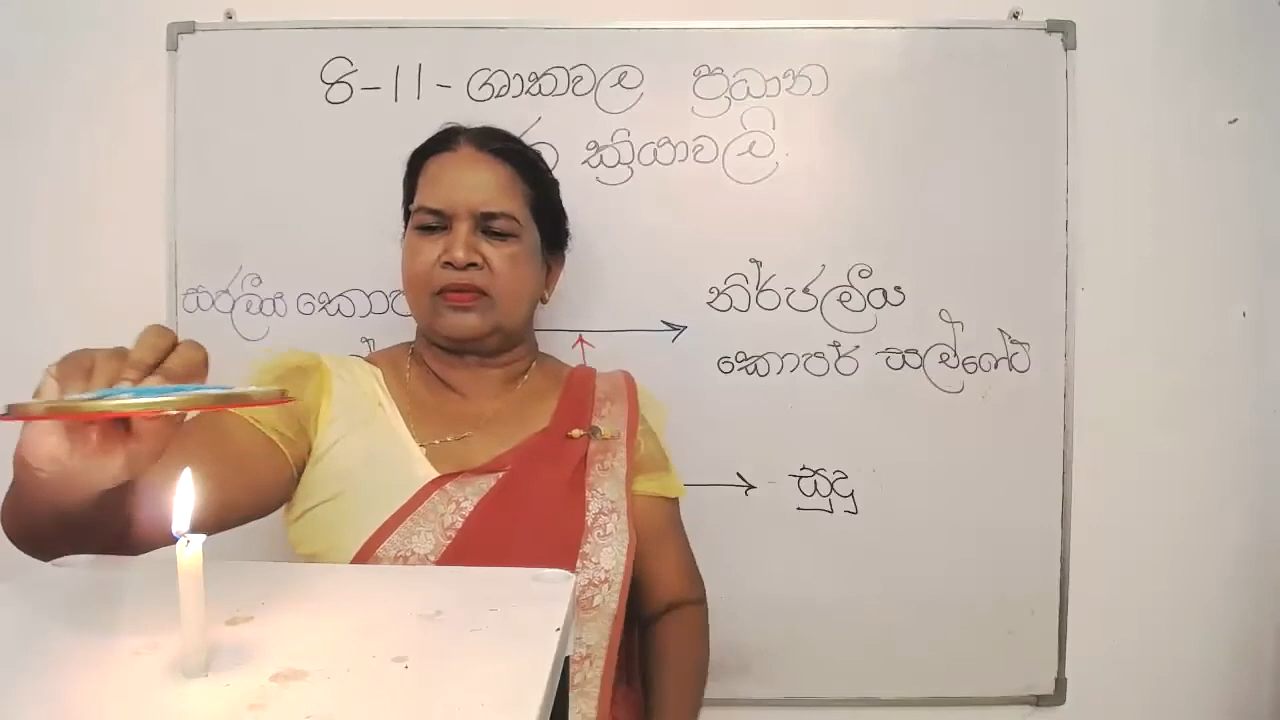 8-11-ශාකවල ප්‍රධාන
ක්‍රියාවලි.
සජලීය කොප
නිර්ජලීය
කොපර් සල්ෆේට්
සුදු